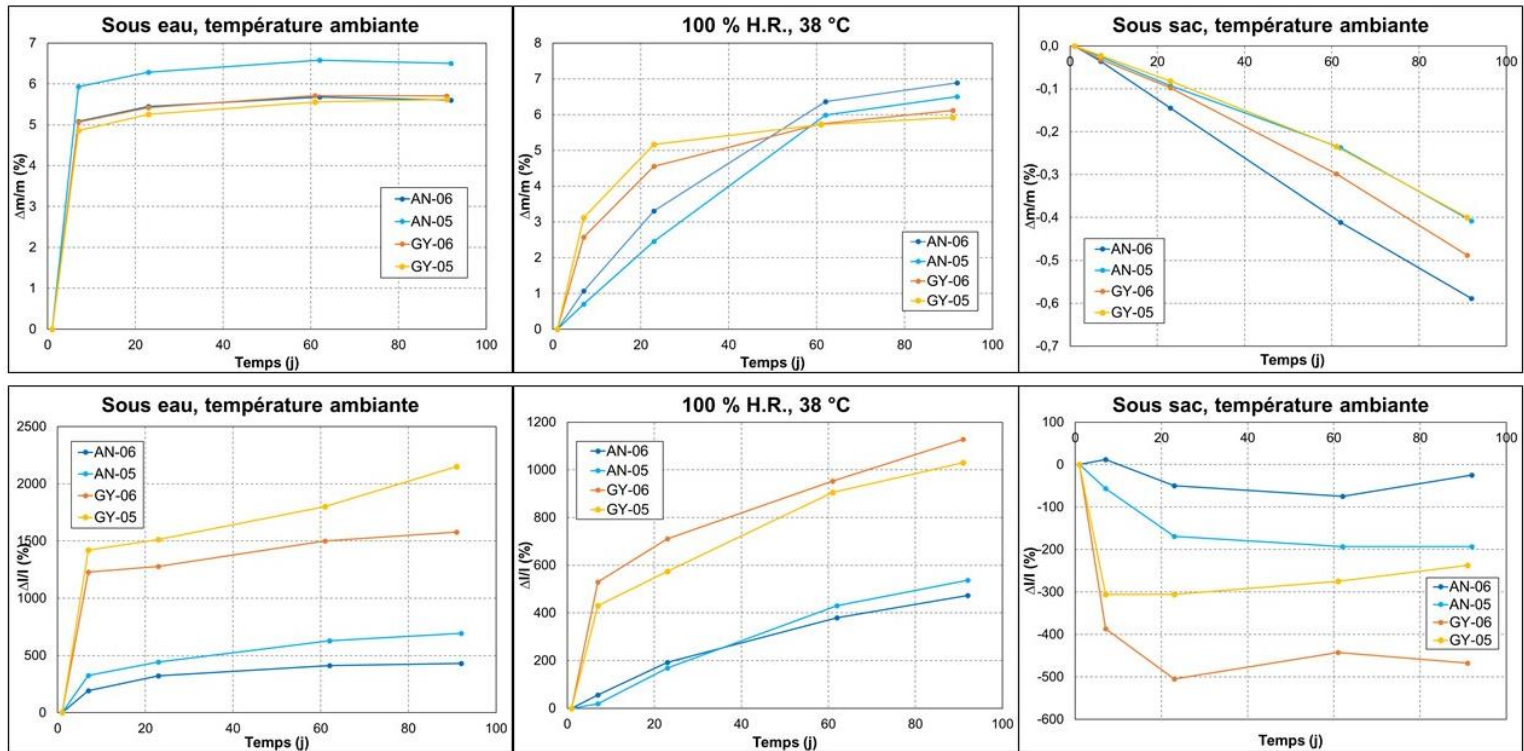 Sous eau, température ambiante
7
6
5
4
3
2
1
0
Δm/m (%)
AN-06
AN-05
GY-06
GY-05
0 20 40 60 80 100
Temps (j)
100 % H.R., 38 °C
8
7
6
5
4
3
2
1
0
Δm/m (%)
AN-06
AN-05
GY-06
GY-05
0 20 40 60 80 100
Temps (j)
Sous sac, température ambiante
0 20 40 60 80 100
0,0
-0,1
-0,2
-0,3
-0,4
-0,5
-0,6
-0,7
Δm/m (%)
AN-06
AN-05
GY-06
GY-05
Temps (j)
Sous eau, température ambiante
2500
2000
1500
1000
500
0
Δl/l (%)
AN-06
AN-05
GY-06
GY-05
0 20 40 60 80 100
Temps (j)
100 % H.R., 38 °C
1200
1000
800
600
400
200
0
Δl/l (%)
AN-06
AN-05
GY-06
GY-05
0 20 40 60 80 100
Temps (j)
Sous sac, température ambiante
100
0
-100
-200
-300
-400
-500
-600
Δl/l (%)
0 20 40 60 80 100
AN-06
AN-05
GY-06
GY-05
Temps (j)